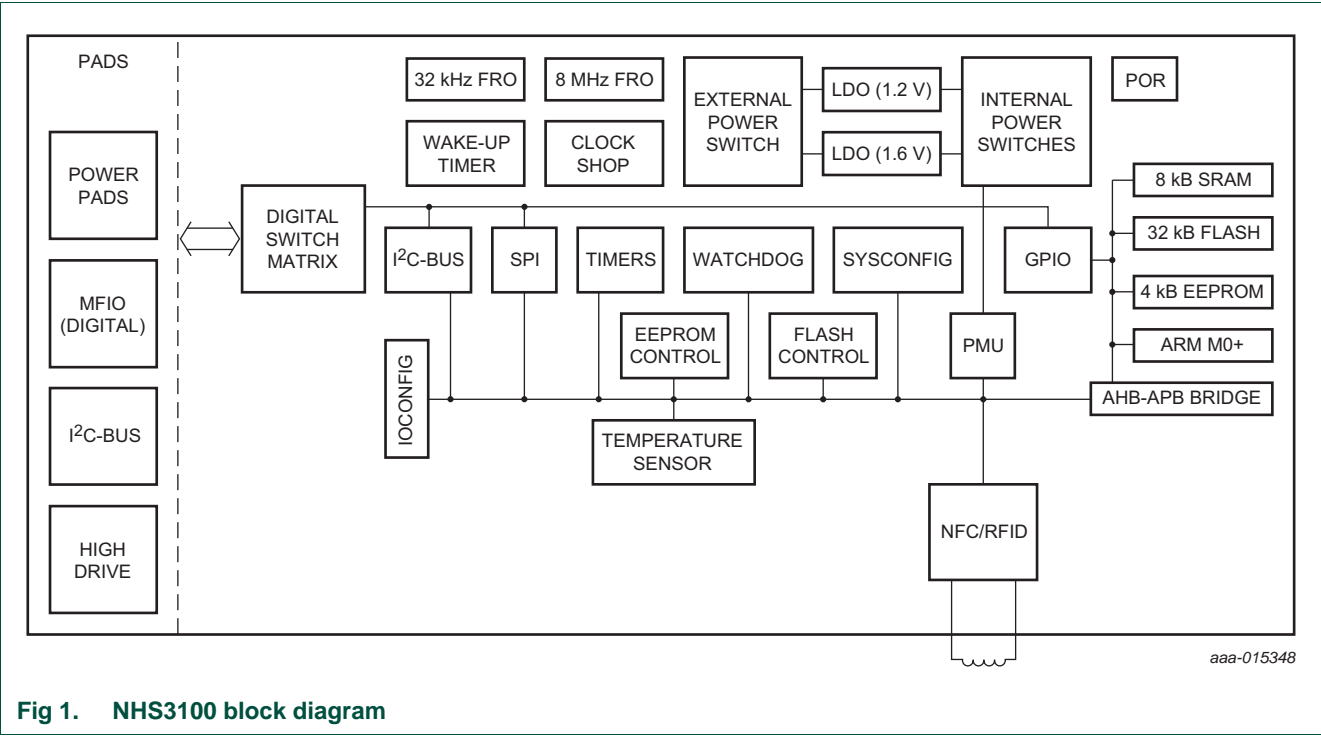 PADS
POWER
PADS
MFIO
(DIGITAL)
I²C-BUS
HIGH
DRIVE
32 kHz FRO
8 MHz FRO
WAKE-UP
TIMER
CLOCK
SHOP
EXTERNAL
POWER
SWITCH
LDO (1.2 V)
LDO (1.6 V)
INTERNAL
POWER
SWITCHES
POR
DIGITAL
SWITCH
MATRIX
I²C-BUS
SPI
TIMERS
WATCHDOG
SYSCONFIG
GPIO
8 kB SRAM
32 kB FLASH
4 kB EEPROM
ARM M0+
AHB-APB BRIDGE
IOCONFIG
EEPROM
CONTROL
FLASH
CONTROL
PMU
TEMPERATURE
SENSOR
NFC/RFID
aaa-015348
Fig 1. NHS3100 block diagram